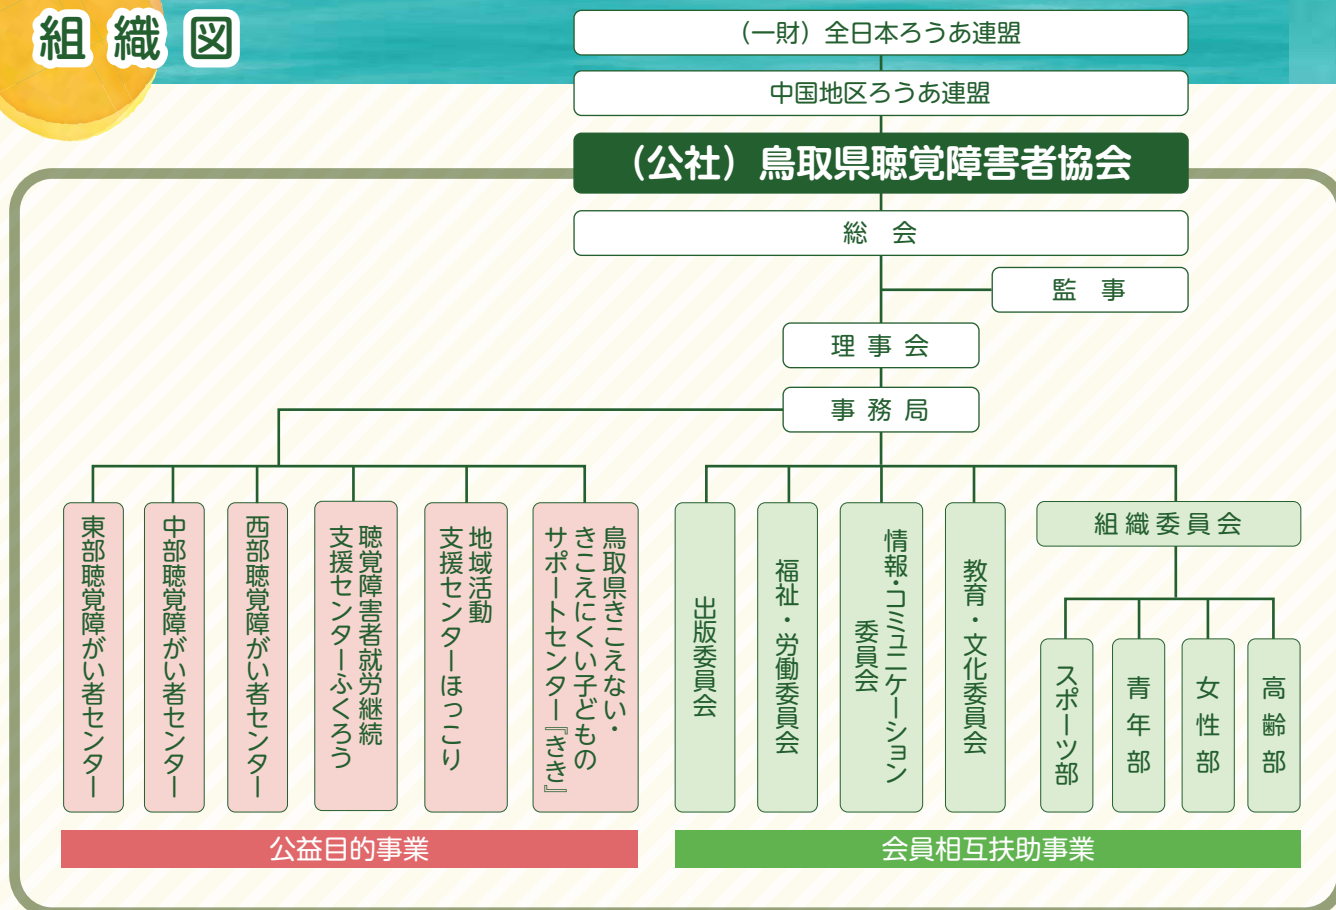 組織図
（一財）全日本ろうあ連盟
中国地区ろうあ連盟
（公社）鳥取県聴覚障害者協会
総　会
監　事
理 事 会
事 務 局
東部聴覚障がい者センター
中部聴覚障がい者センター
西部聴覚障がい者センター
聴覚障害者就労継続
支援センターふくろう
地域活動
支援センターほっこり
鳥取県きこえない・
きこえにくい子どもの
サポートセンター『きき』
出版委員会
福祉・労働委員会
情報・コミュニケーション
委員会
教育・文化委員会
組織委員会
スポーツ部
青年部
女性部
高齢部
公益目的事業
会員相互扶助事業